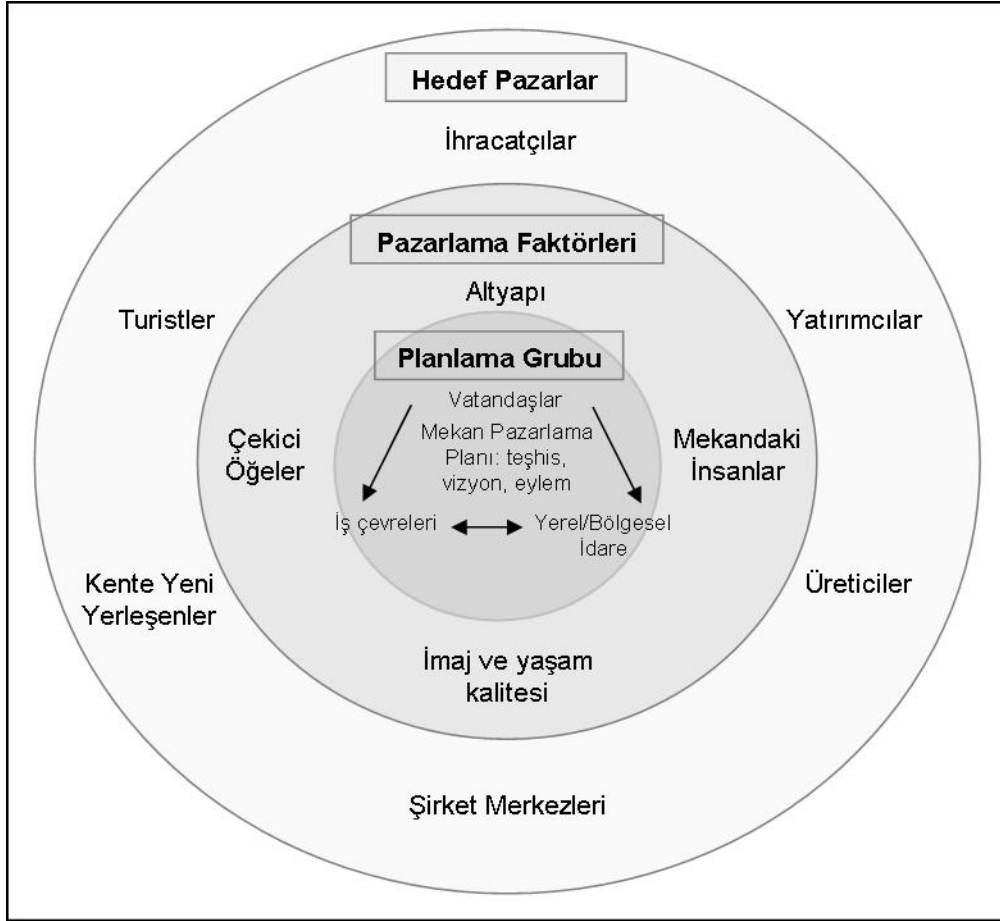 Hedef Pazarlar
İhracatçılar
Pazarlama Faktörleri
Altyapı
Turistler
Yatırımcılar
Planlama Grubu
Vatandaşlar
Mekan Pazarlama
Planı: teşhis,
vizyon, eylem
Çekici
Öğeler
Mekandaki
İnsanlar
İş çevreleri
Yerel/Bölgesel
İdare
Kente Yeni
Yerleşenler
Üreticiler
İmaj ve yaşam
kalitesi
Şirket Merkezleri